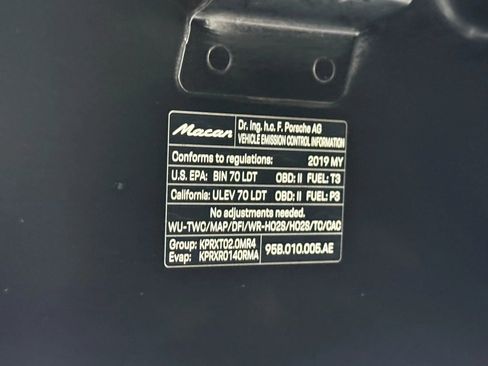 Macan
Dr. Ing. h.c. F. Porsche AG
VEHICLE EMISSION CONTROL INFORMATION
Conforms to regulations: 2019 MY
U.S. EPA: BIN 70 LDT OBD: II FUEL: T3
California: ULEV 70 LDT OBD: II FUEL: P3
No adjustments needed.
WU-TWC/MAP/DFI/WR-HO2S/HO2S/TC/CAC
Group: KPRXT02.0MR4
Evap: KPRXR0140RMA
95B.010.005.AE